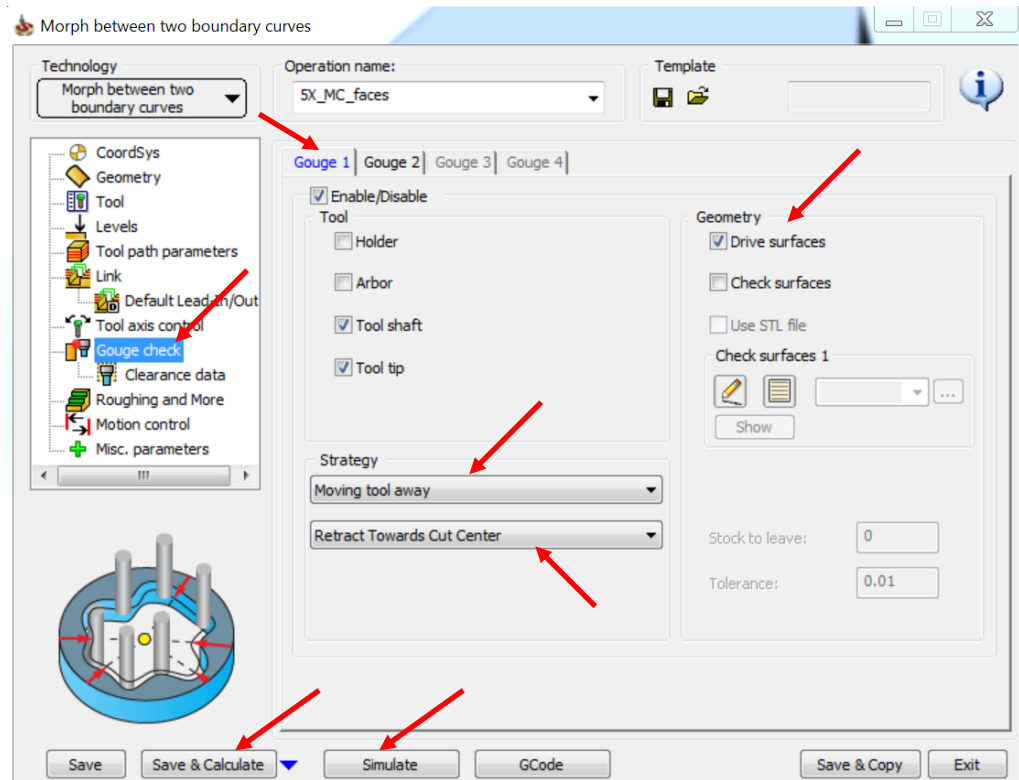 Morph between two boundary curves
Technology
Morph between two
boundary curves
Operation name:
5X_MC_faces
Template
CoordSys
Geometry
Tool
Levels
Tool path parameters
Link
Default Lead-In/Out
Tool axis control
Gouge check
Clearance data
Roughing and More
Motion control
Misc. parameters
Gouge 1 Gouge 2 Gouge 3 Gouge 4
Enable/Disable
Tool
Holder
Arbor
Tool shaft
Tool tip
Geometry
Drive surfaces
Check surfaces
Use STL file
Check surfaces 1
...
Show
Strategy
Moving tool away
Retract Towards Cut Center
Stock to leave: 0
Tolerance: 0.01
Save Save & Calculate Simulate GCode Save & Copy Exit